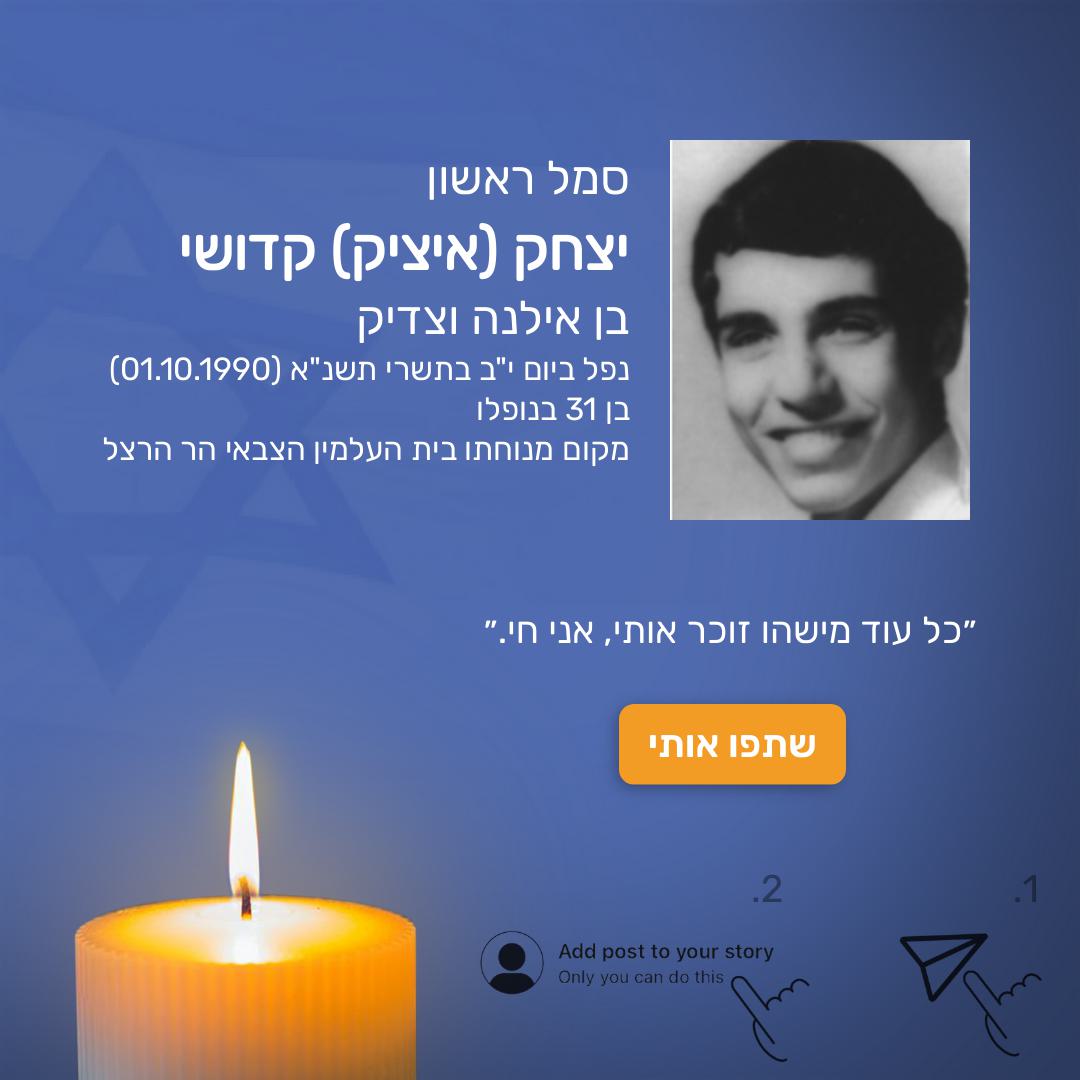 סמל ראשון
יצחק (איציק) קדושי
בן אילנה וצדיק
נפל ביום י"ב בתשרי תשנ"א (01.10.1990)
בן 31 בנופלו
מקום מנוחתו בית העלמין הצבאי הר הרצל
״כל עוד מישהו זוכר אותי, אני חי.״
שתפו אותי
1.
2.
Add post to your story
Only you can do this